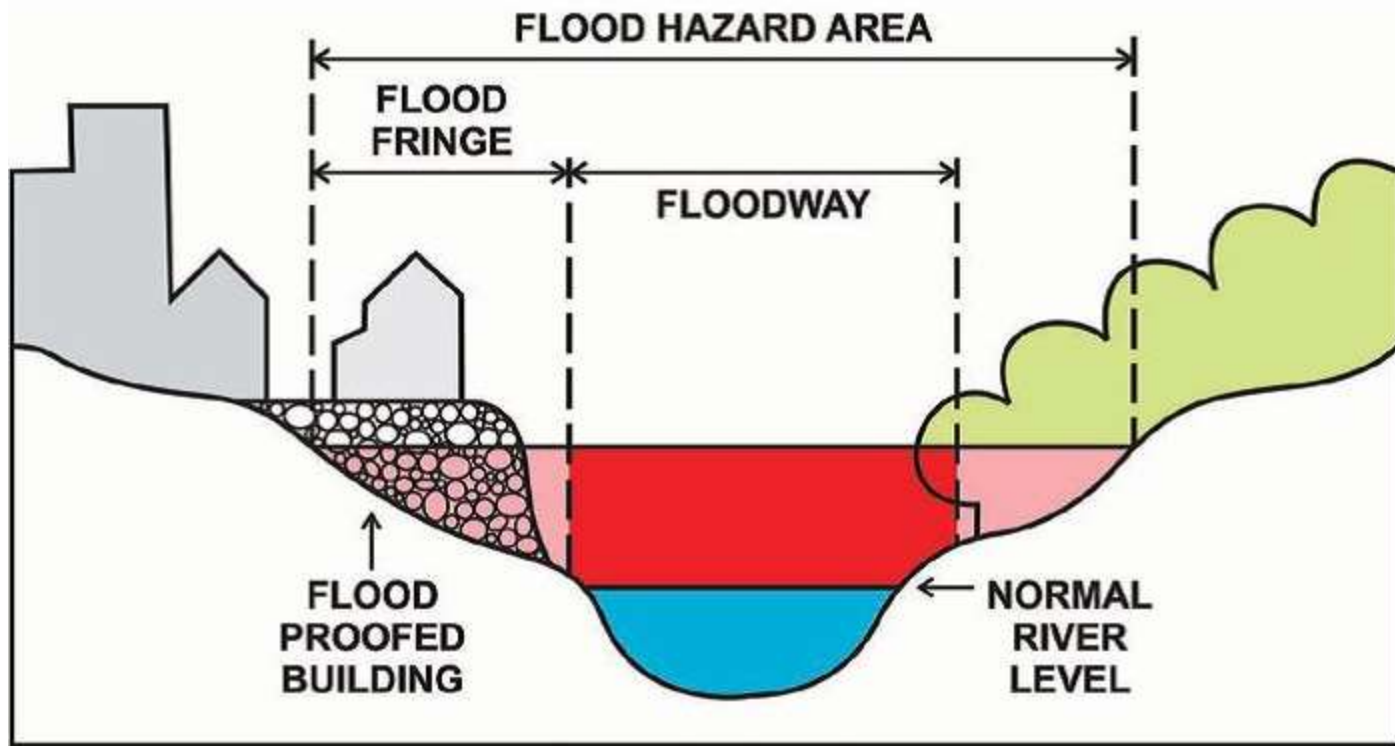 FLOOD HAZARD AREA
FLOOD
FRINGE
FLOODWAY
FLOOD
PROOFED
BUILDING
NORMAL
RIVER
LEVEL